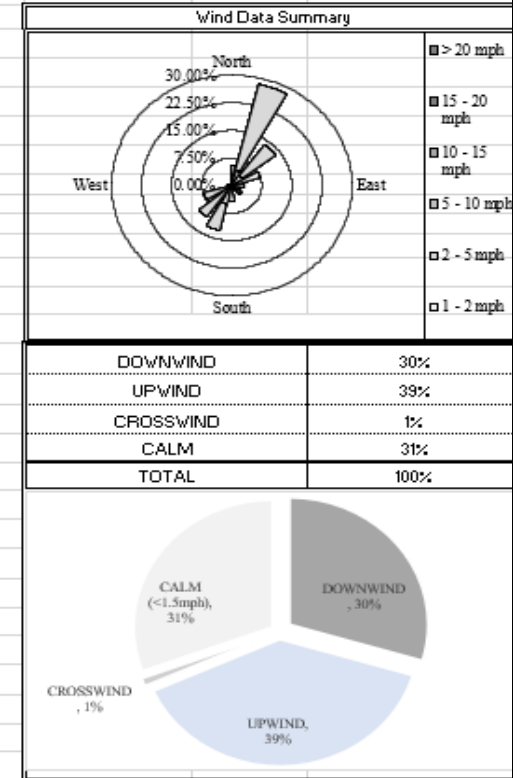 Wind Data Summary
North
30.00%
22.50%
15.00%
7.50%
0.00%
West
East
South
> 20 mph
15 - 20
mph
10 - 15
mph
5 - 10 mph
2 - 5 mph
1 - 2 mph
DOWNWIND 30%
UPWIND 39%
CROSSWIND 1%
CALM 31%
TOTAL 100%
CALM
(<1.5mph),
31%
DOWNWIND
, 30%
CROSSWIND
, 1%
UPWIND,
39%